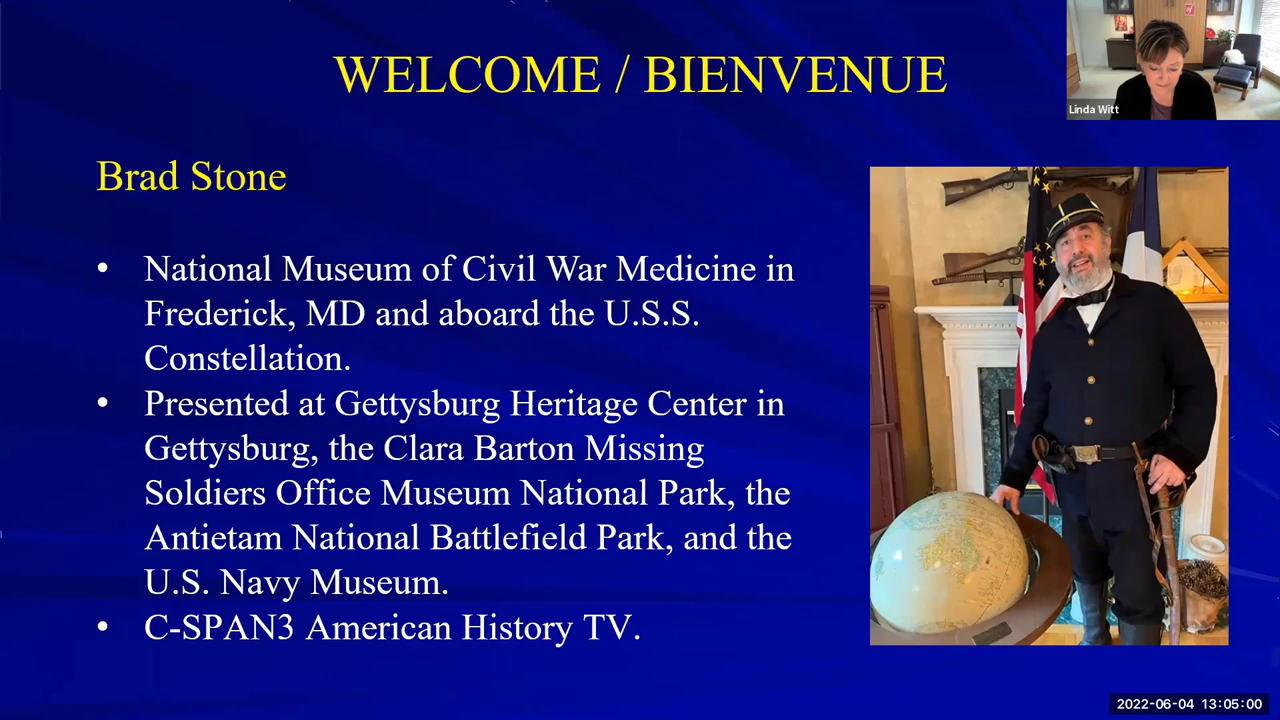 WELCOME / BIENVENUE
Linda Witt
Brad Stone
• National Museum of Civil War Medicine in
Frederick, MD and aboard the U.S.S.
Constellation.
• Presented at Gettysburg Heritage Center in
Gettysburg, the Clara Barton Missing
Soldiers Office Museum National Park, the
Antietam National Battlefield Park, and the
U.S. Navy Museum.
• C-SPAN3 American History TV.
2022-06-04 13:05:00